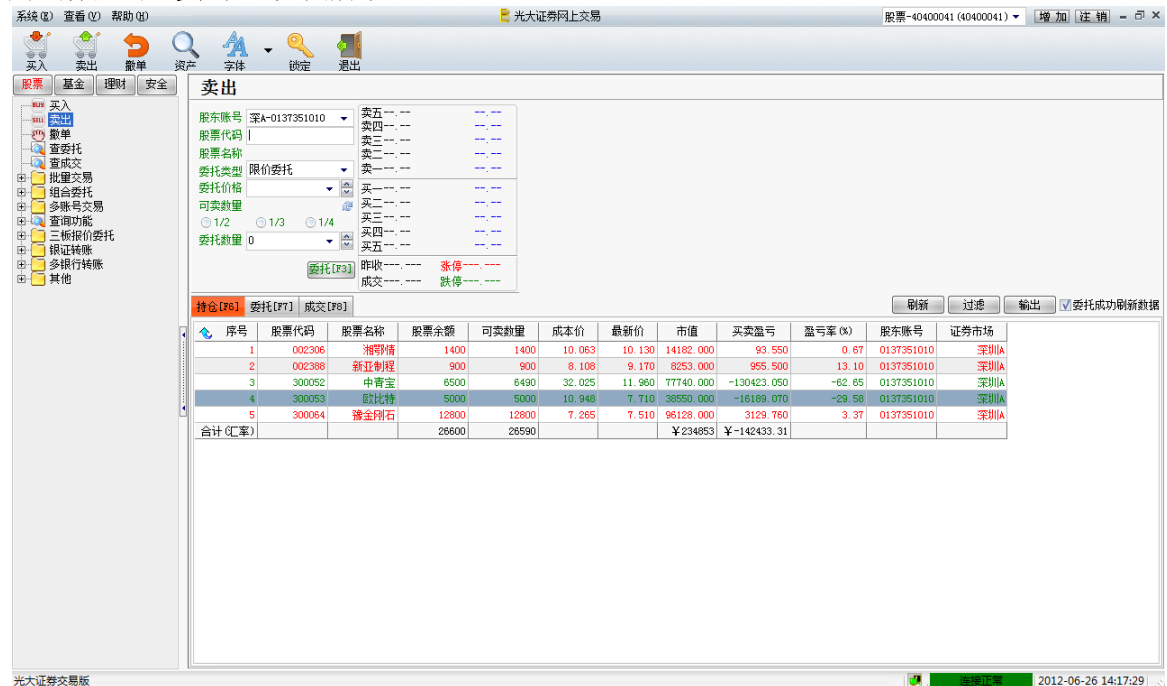 系统(X) 查看(V) 帮助(H) 光大证券网上交易 股票-40400041(40400041) 增 加 注 销
买入 卖出 撤单 资产 字体 锁定 退出
股票 基金 理财 安全
买入
卖出
撤单
查委托
查成交
批量交易
组合委托
多账号交易
查询功能
三板报价委托
银证转账
多银行转账
其他
卖出
股东账号 深A-0137351010
股票代码
股票名称
委托类型 限价委托
委托价格
可卖数量
1/2 1/3 1/4
委托数量 0
委托[F3]
卖五--.-- --.--
卖四--.-- --.--
卖三--.-- --.--
卖二--.-- --.--
卖一--.-- --.--
买一--.-- --.--
买二--.-- --.--
买三--.-- --.--
买四--.-- --.--
买五--.-- --.--
昨收---.--- 涨停---.---
成交---.--- 跌停---.---
持仓[F6] 委托[F7] 成交[F8] 刷新 过滤 输出 委托成功刷新数据
序号 股票代码 股票名称 股票余额 可卖数量 成本价 最新价 市值 买卖盈亏 盈亏率(%) 股东账号 证券市场
1 002306 湘鄂情 1400 1400 10.063 10.130 14182.000 93.550 0.67 0137351010 深圳A
2 002388 新亚制程 900 900 8.108 9.170 8253.000 955.500 13.10 0137351010 深圳A
3 300052 中青宝 6500 6490 32.025 11.960 77740.000 -130423.050 -62.65 0137351010 深圳A
4 300053 欧比特 5000 5000 10.948 7.710 38550.000 -16189.070 -29.58 0137351010 深圳A
5 300064 豫金刚石 12800 12800 7.265 7.510 96128.000 3129.760 3.37 0137351010 深圳A
合计(汇率) 26600 26590 ￥234853 ￥-142433.31
光大证券交易版 连接正常 2012-06-26 14:17:29